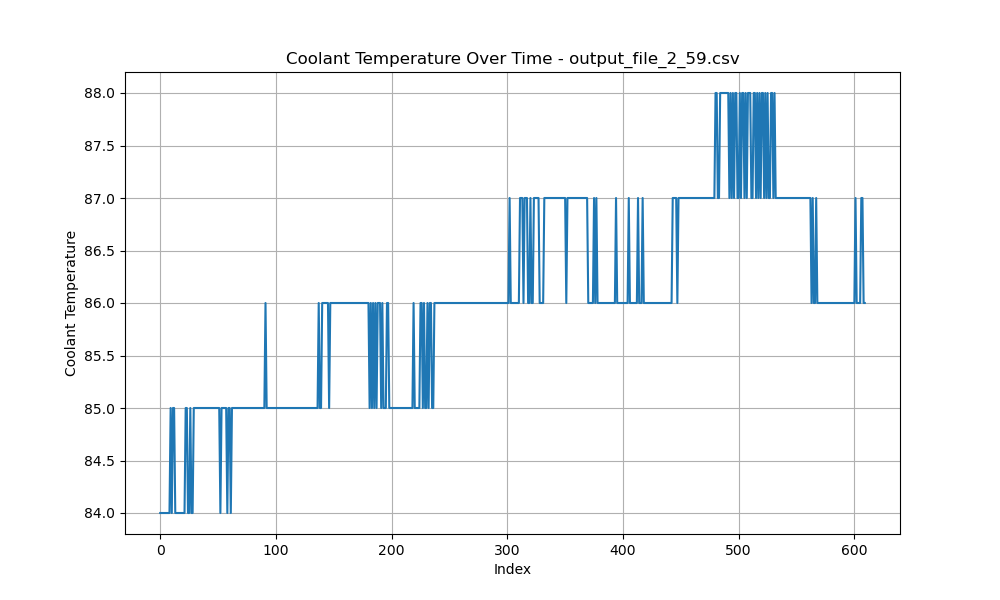 Coolant Temperature Over Time - output_file_2_59.csv
88.0
87.5
87.0
86.5
86.0
85.5
85.0
84.5
84.0
Coolant Temperature
0 100 200 300 400 500 600
Index